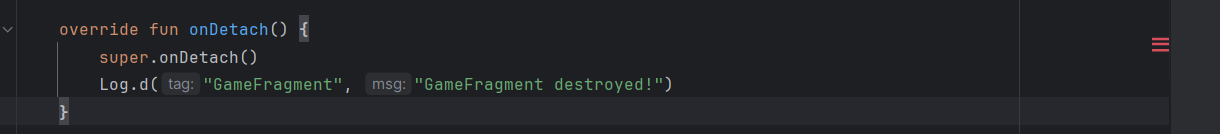 override fun onDetach() {
super.onDetach()
Log.d(tag: "GameFragment", msg: "GameFragment destroyed!")
}